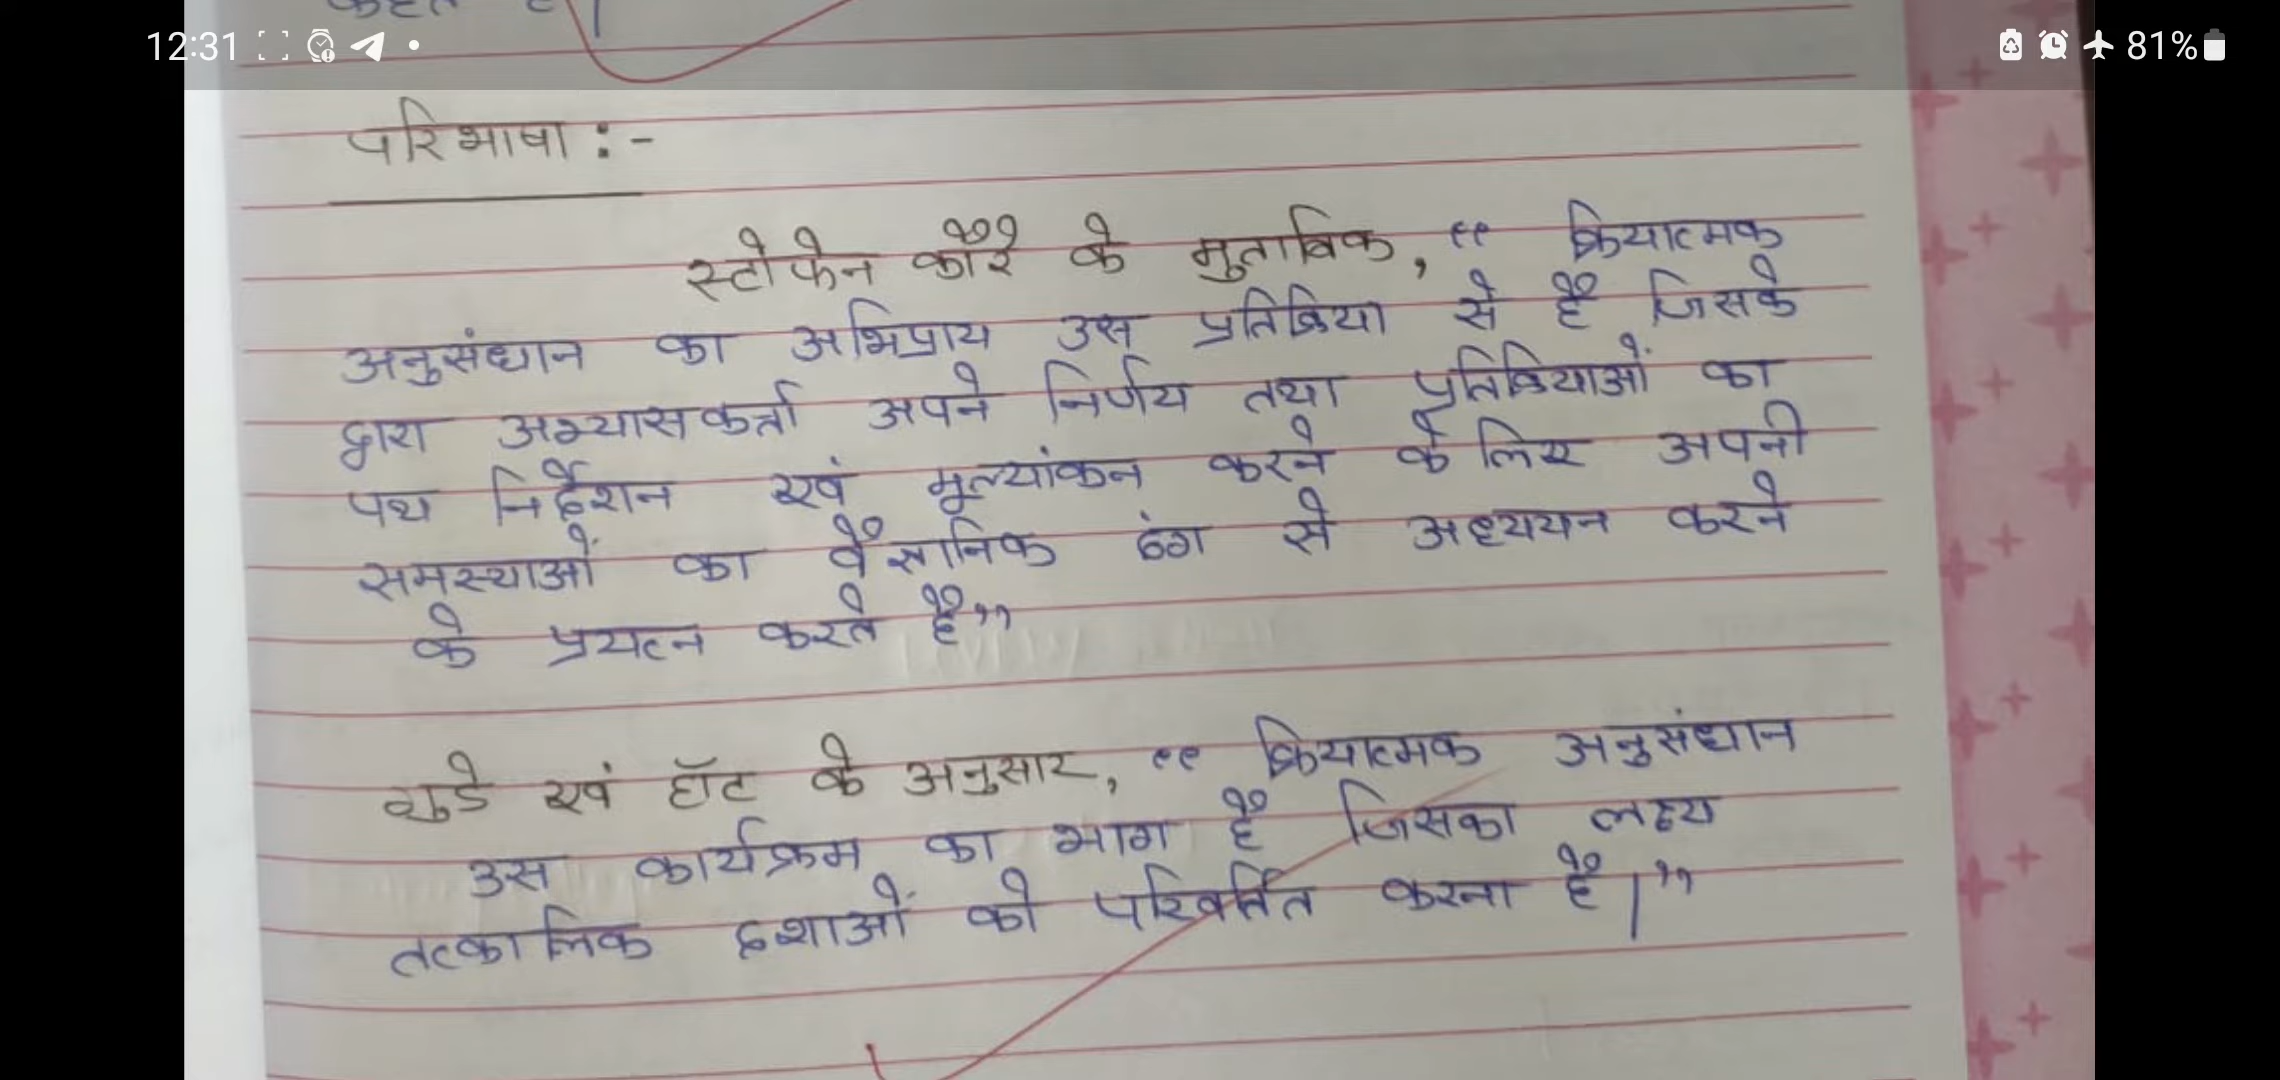 12:31 81%
परिभाषा :-
स्टीफेन कौरे के मुताबिक, “ क्रियात्मक
अनुसंधान का अभिप्राय उस प्रतिक्रिया से है जिसके
द्वारा अभ्यासकर्त्ता अपने निर्णय तथा प्रतिक्रियाओं का
पथ निर्देशन एवं मूल्यांकन करने के लिए अपनी
समस्याओं का वैज्ञानिक ढंग से अध्ययन करने
के प्रयत्न करते है”
गुडे एवं हॉट के अनुसार, “ क्रियात्मक अनुसंधान
उस कार्यक्रम का भाग है जिसका लक्ष्य
तत्कालिक दशाओं को परिवर्तित करना है।”